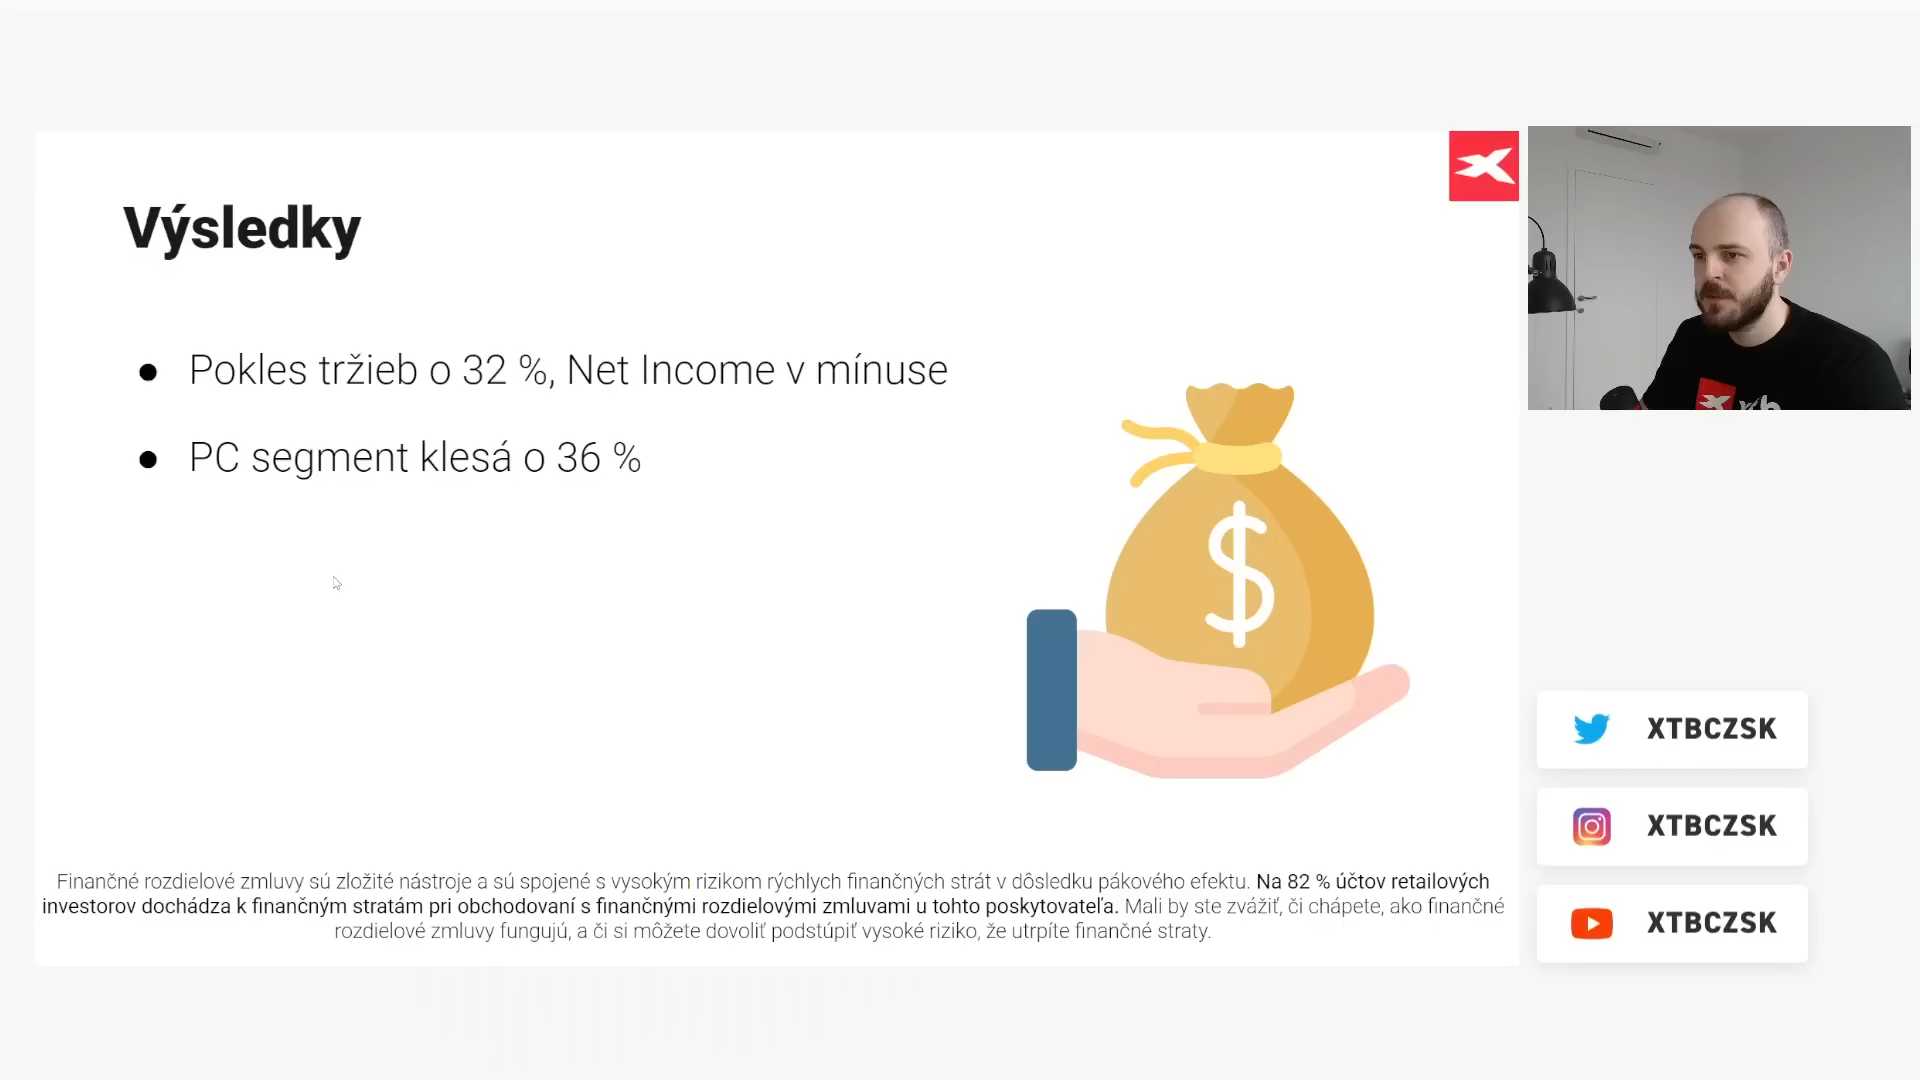 Výsledky
● Pokles tržieb o 32 %, Net Income v mínuse
● PC segment klesá o 36 %
$
Finančné rozdielové zmluvy sú zložité nástroje a sú spojené s vysokým rizikom rýchlych finančných strát v dôsledku pákového efektu. Na 82 % účtov retailových
investorov dochádza k finančným stratám pri obchodovaní s finančnými rozdielovými zmluvami u tohto poskytovateľa. Mali by ste zvážiť, či chápete, ako finančné
rozdielové zmluvy fungujú, a či si môžete dovoliť podstúpiť vysoké riziko, že utrpíte finančné straty.
xtb
XTBCZSK
XTBCZSK
XTBCZSK